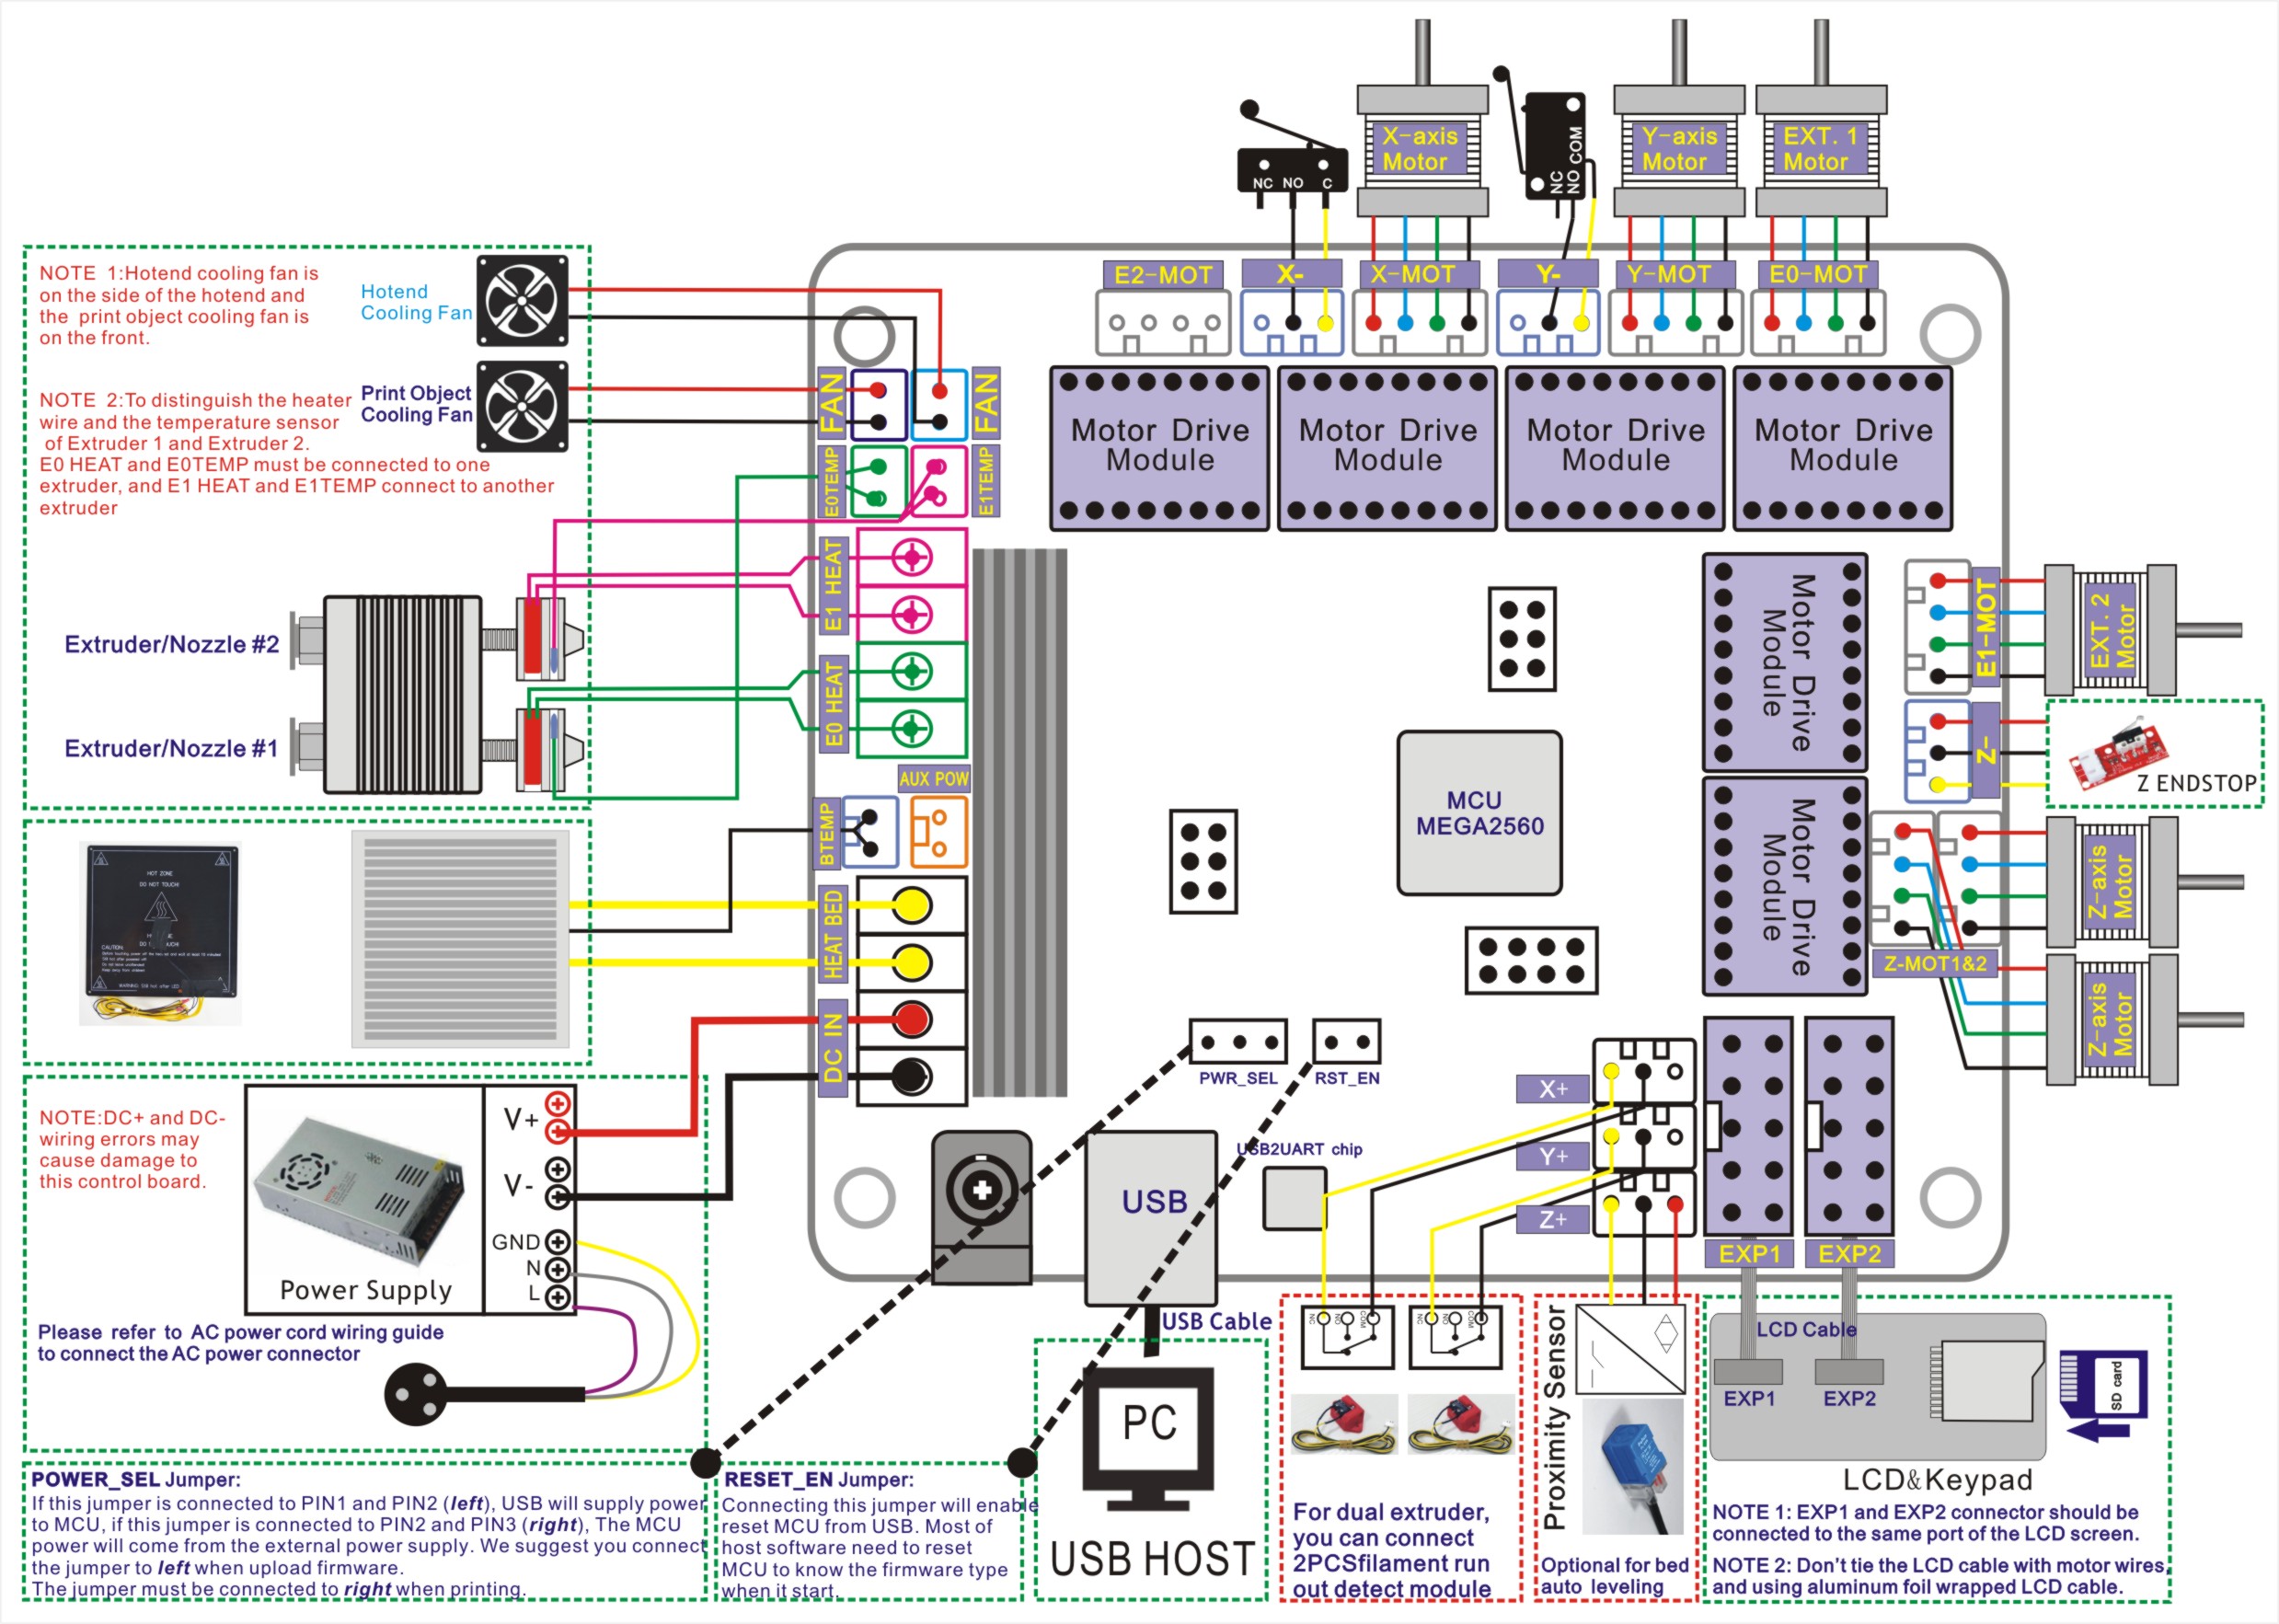 NOTE 1:Hotend cooling fan is
on the side of the hotend and
the print object cooling fan is
on the front.
Hotend
Cooling Fan
NOTE 2:To distinguish the heater
wire and the temperature sensor
of Extruder 1 and Extruder 2.
E0 HEAT and E0TEMP must be connected to one
extruder, and E1 HEAT and E1TEMP connect to another
extruder
Print Object
Cooling Fan
Extruder/Nozzle #2
Extruder/Nozzle #1
HOT ZONE
DO NOT TOUCH!
CAUTION:
NOTE:DC+ and DC-
wiring errors may
cause damage to
this control board.
Power Supply
V+
V-
GND
N
L
Please refer to AC power cord wiring guide
to connect the AC power connector
POWER_SEL Jumper:
If this jumper is connected to PIN1 and PIN2 (left), USB will supply power
to MCU, if this jumper is connected to PIN2 and PIN3 (right), The MCU
power will come from the external power supply. We suggest you connect
the jumper to left when upload firmware.
The jumper must be connected to right when printing.
RESET_EN Jumper:
Connecting this jumper will enable
reset MCU from USB. Most of
host software need to reset
MCU to know the firmware type
when it start.
FAN
FAN
E0TEMP
E1TEMP
E1 HEAT
E0 HEAT
AUX POW
BTEMP
HEAT BED
DC IN
NC NO C
X-axis
Motor
NC
NO COM
Y-axis
Motor
EXT. 1
Motor
E2-MOT
X-
X-MOT
Y-
Y-MOT
E0-MOT
Motor Drive
Module
Motor Drive
Module
Motor Drive
Module
Motor Drive
Module
Motor Drive
Module
Motor Drive
Module
E1-MOT
EXT. 2
Motor
Z-
Z ENDSTOP
MCU
MEGA2560
Z-MOT1&2
Z-axis
Motor
Z-axis
Motor
PWR_SEL
RST_EN
X+
Y+
Z+
USB2UART chip
USB
USB Cable
PC
USB HOST
EXP1
EXP2
NC NO COM
NC NO COM
For dual extruder,
you can connect
2PCSfilament run
out detect module
Proximity Sensor
Optional for bed
auto leveling
LCD Cable
EXP1
EXP2
SD card
LCD&Keypad
NOTE 1: EXP1 and EXP2 connector should be
connected to the same port of the LCD screen.
NOTE 2: Don't tie the LCD cable with motor wires,
and using aluminum foil wrapped LCD cable.